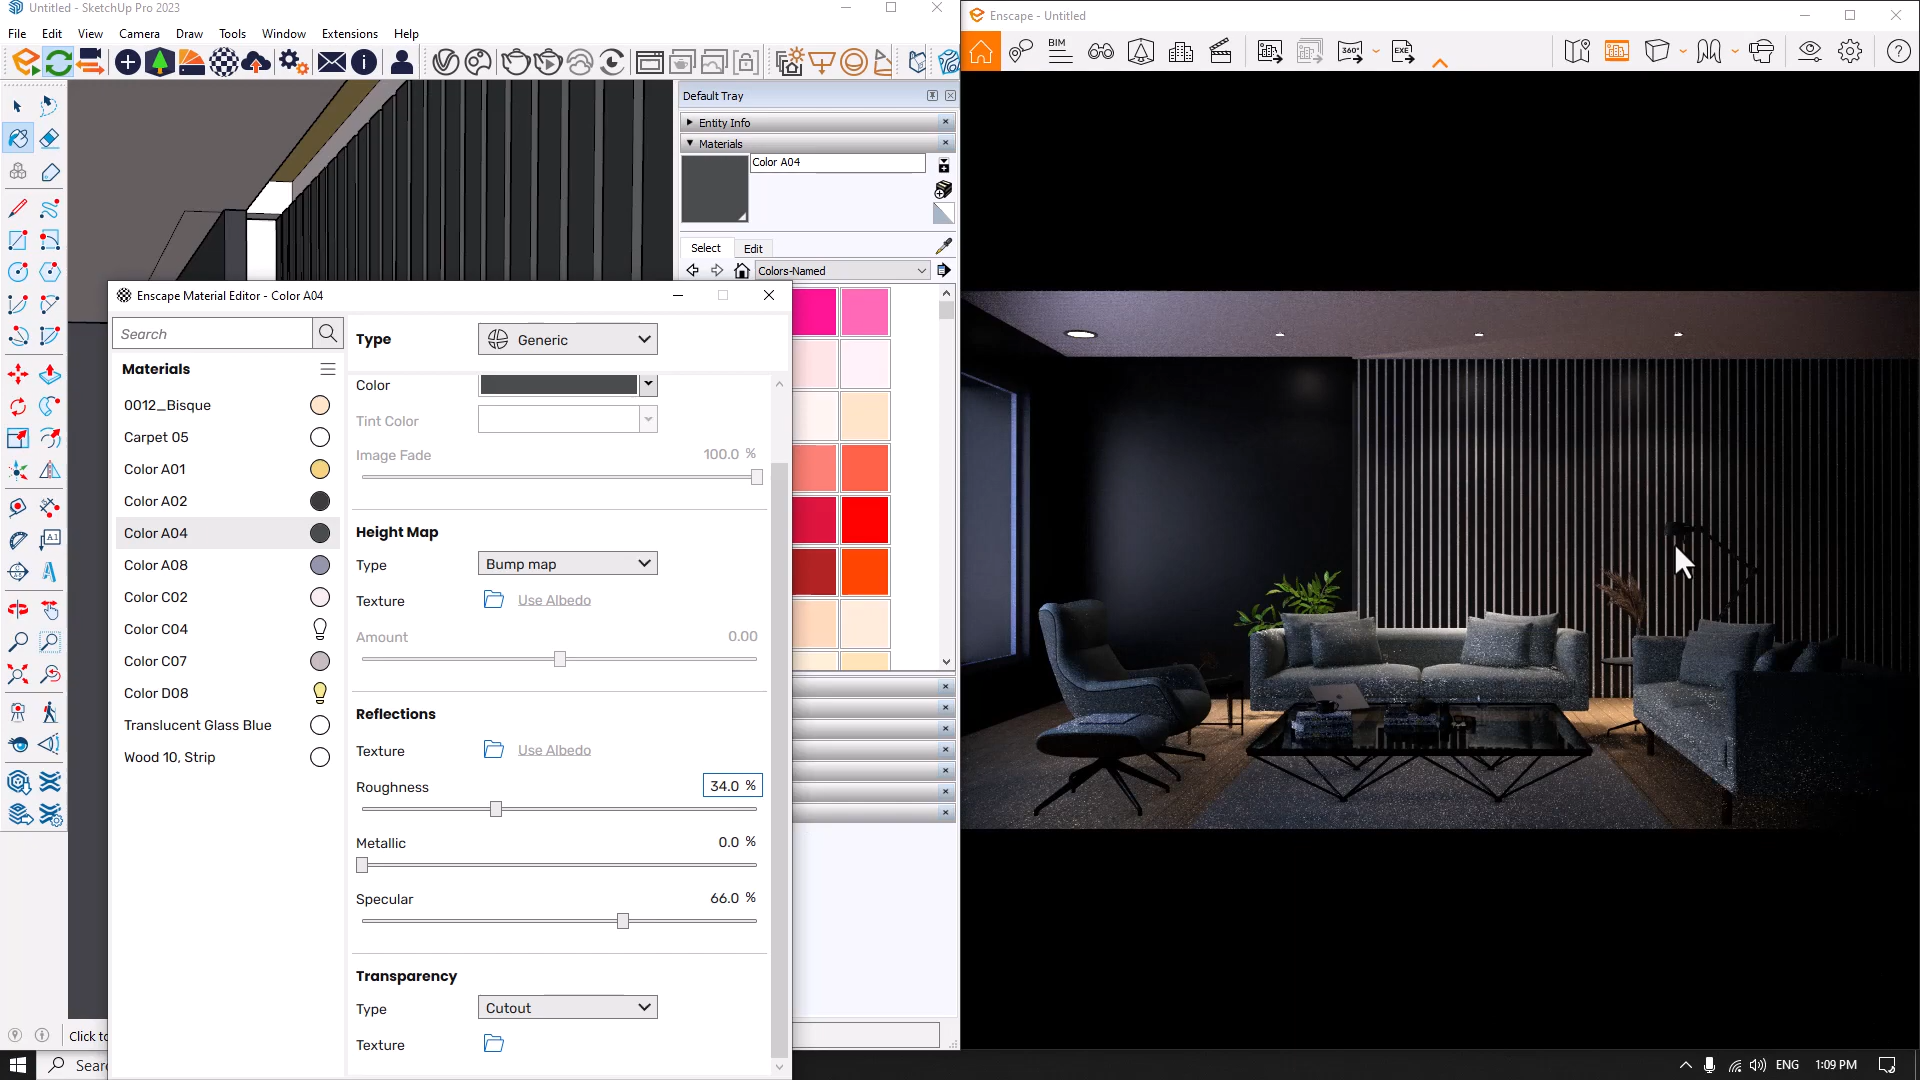 Untitled - SketchUp Pro 2023
Enscape - Untitled
File Edit View Camera Draw Tools Window Extensions Help
BIM
360°
EXE
Default Tray
Entity Info
Materials
Color A04
Select Edit
Colors-Named
Enscape Material Editor - Color A04
Search
Materials
0012_Bisque
Carpet 05
Color A01
Color A02
Color A04
Color A08
Color C02
Color C04
Color C07
Color D08
Translucent Glass Blue
Wood 10, Strip
Type Generic
Color
Tint Color
Image Fade 100.0 %
Height Map
Type Bump map
Texture Use Albedo
Amount 0.00
Reflections
Texture Use Albedo
Roughness 34.0 %
Metallic 0.0 %
Specular 66.0 %
Transparency
Type Cutout
Texture
Click to
Sear
ENG 1:09 PM